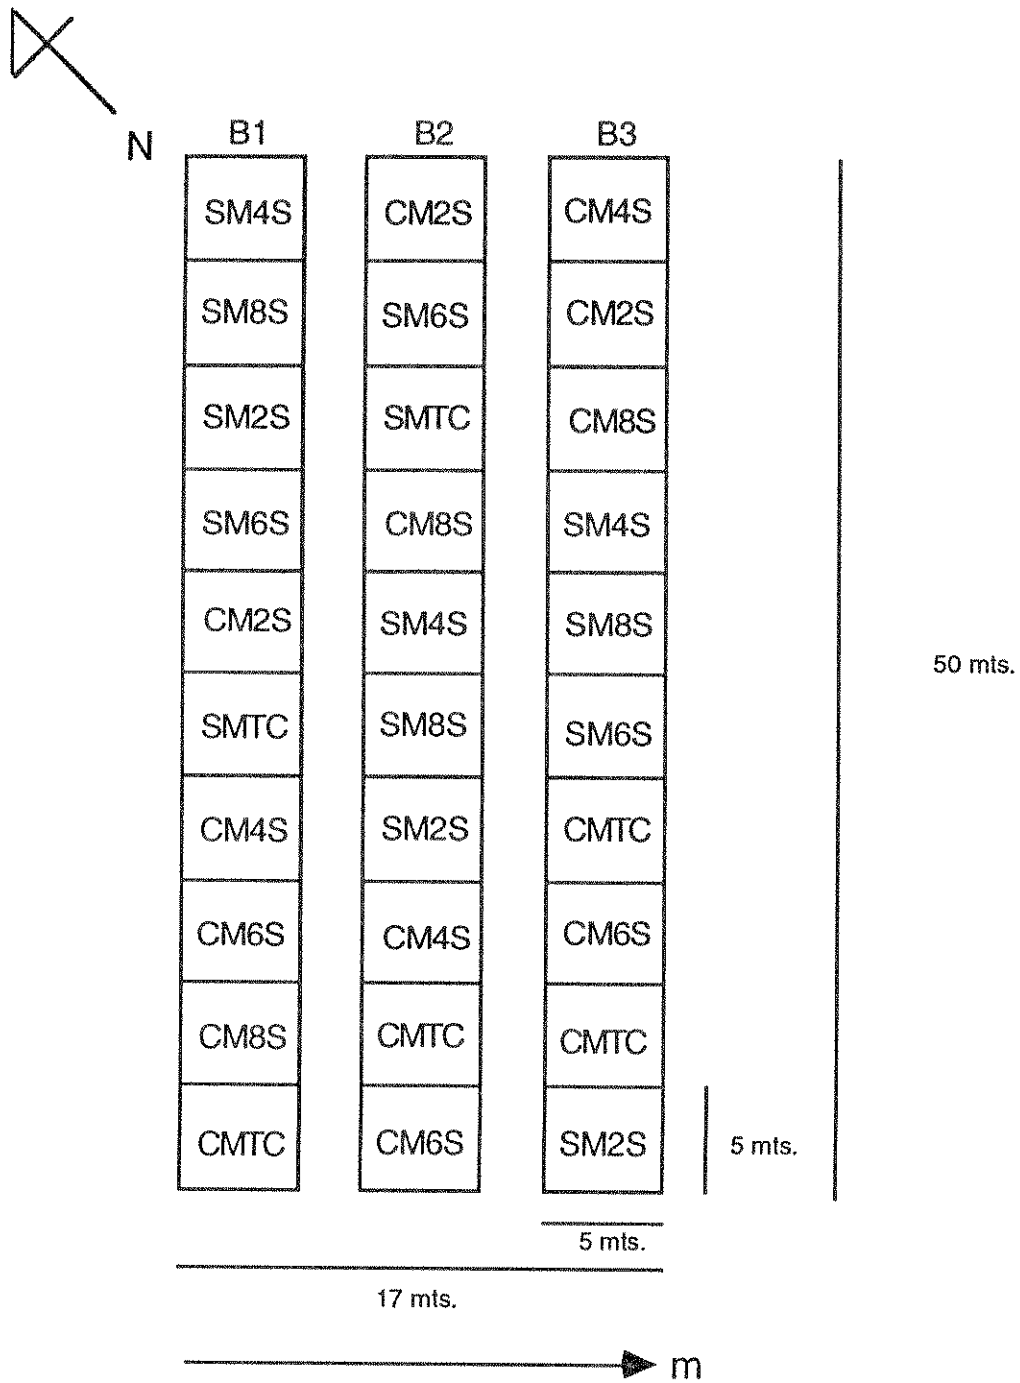 N
B1 B2 B3
SM4S CM2S CM4S
SM8S SM6S CM2S
SM2S SMTC CM8S
SM6S CM8S SM4S
CM2S SM4S SM8S
50 mts.
SMTC SM8S SM6S
CM4S SM2S CMTC
CM6S CM4S CM6S
CM8S CMTC CMTC
CMTC CM6S SM2S
5 mts.
5 mts.
17 mts.
m